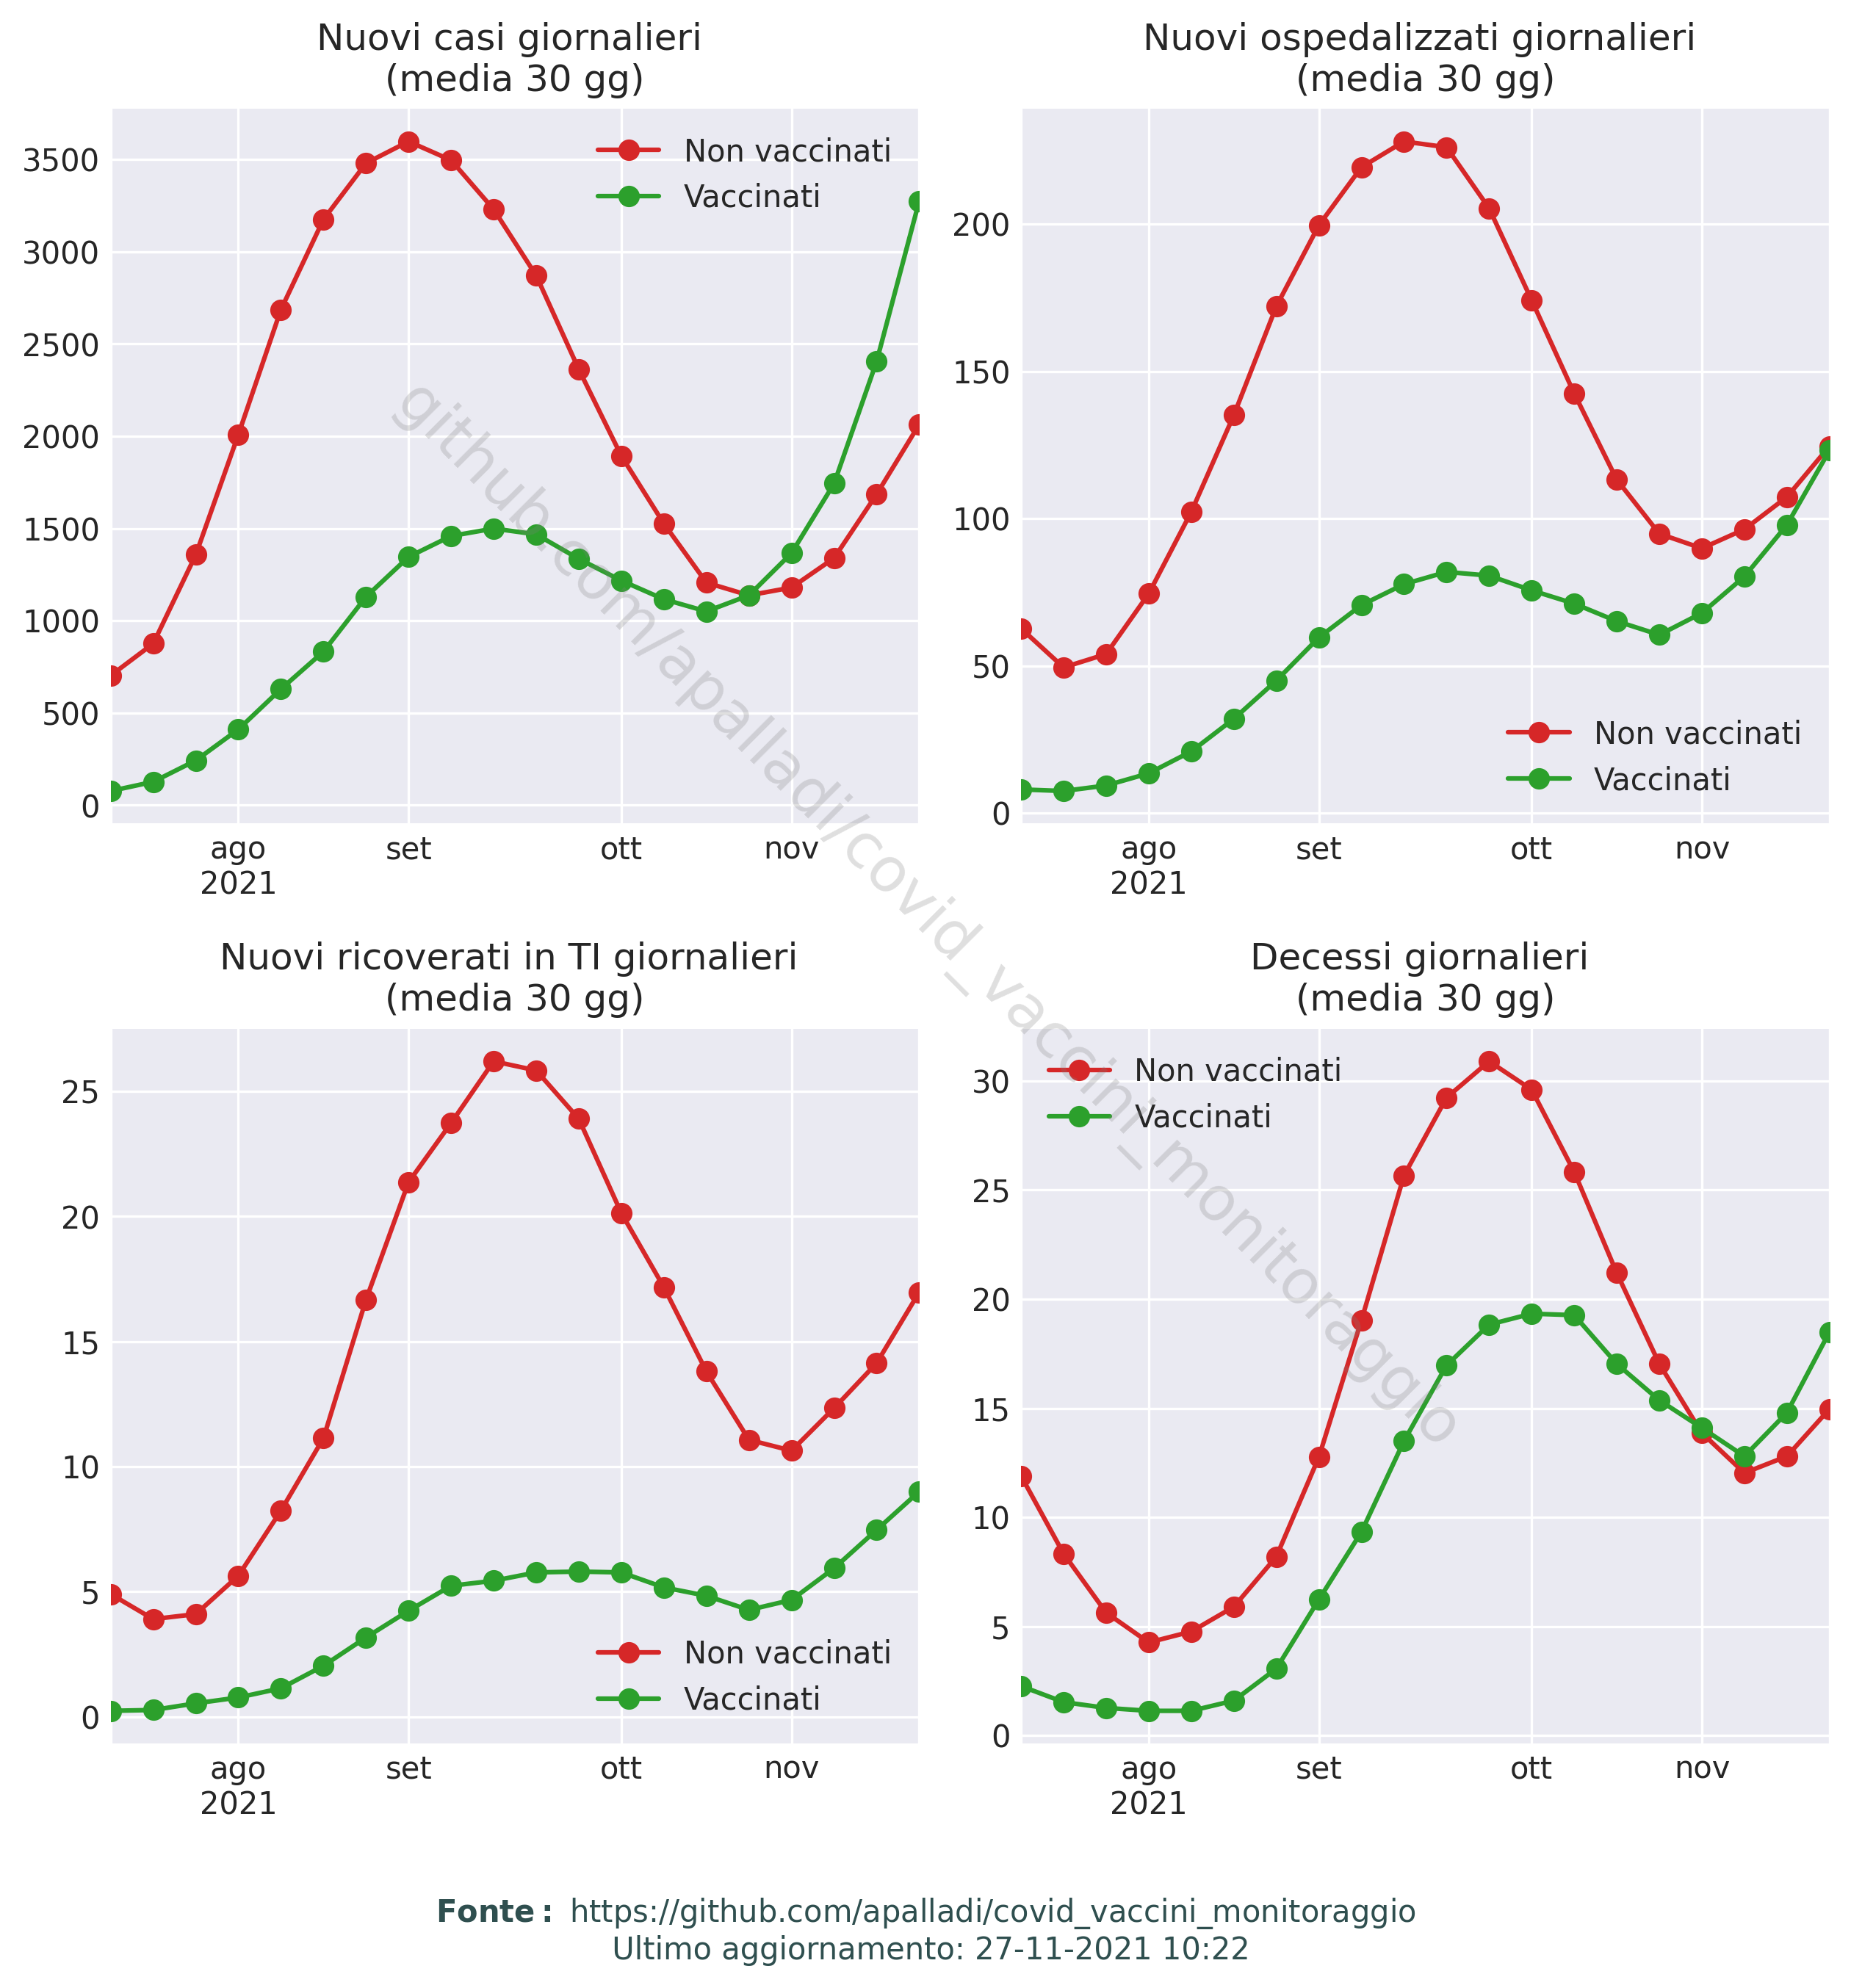 Nuovi casi giornalieri
(media 30 gg)
3500
3000
2500
2000
1500
1000
500
0
Non vaccinati
Vaccinati
ago
2021
set
ott
nov
Nuovi ospedalizzati giornalieri
(media 30 gg)
200
150
100
50
0
Non vaccinati
Vaccinati
ago
2021
set
ott
nov
Nuovi ricoverati in TI giornalieri
(media 30 gg)
25
20
15
10
5
0
Non vaccinati
Vaccinati
ago
2021
set
ott
nov
Decessi giornalieri
(media 30 gg)
30
25
20
15
10
5
0
Non vaccinati
Vaccinati
ago
2021
set
ott
nov
github.com/apalladi/covid_vaccini_monitoraggio
Fonte: https://github.com/apalladi/covid_vaccini_monitoraggio
Ultimo aggiornamento: 27-11-2021 10:22